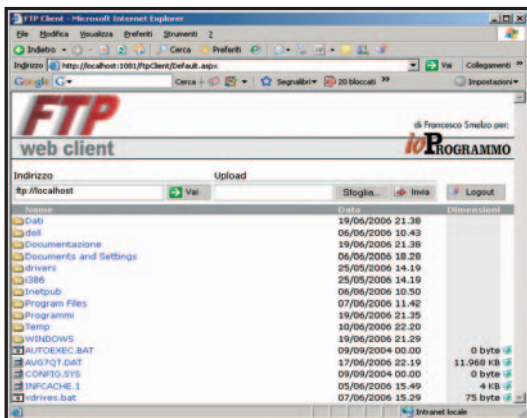 FTP Client - Microsoft Internet Explorer
File Modifica Visualizza Preferiti Strumenti ?
Indietro Cerca Preferiti
Indirizzo http://localhost:1081/ftpClient/Default.aspx Vai Collegamenti »
Google G Cerca Segnalibri 20 bloccati » Impostazioni
FTP
web client
di Francesco Smelzo per:
ioPROGRAMMO
Indirizzo Upload
ftp://localhost Vai Sfoglia... Invia Logout
Nome Data Dimensioni
Dati 19/06/2006 21.38
dell 06/06/2006 10.43
Documentazione 19/06/2006 21.38
Documents and Settings 06/06/2006 18.28
drivers 25/05/2006 14.19
i386 25/05/2006 14.19
Inetpub 06/06/2006 10.50
Program Files 07/06/2006 11.42
Programmi 19/06/2006 21.35
Temp 10/06/2006 22.20
WINDOWS 19/06/2006 21.29
AUTOEXEC.BAT 09/09/2004 00.00 0 byte
AVG7QT.DAT 17/06/2006 22.19 11.968 KB
CONFIG.SYS 09/09/2004 00.00 0 byte
INFCACHE.1 05/06/2006 15.49 4 KB
vdrives.bat 07/06/2006 15.29 75 byte
Intranet locale